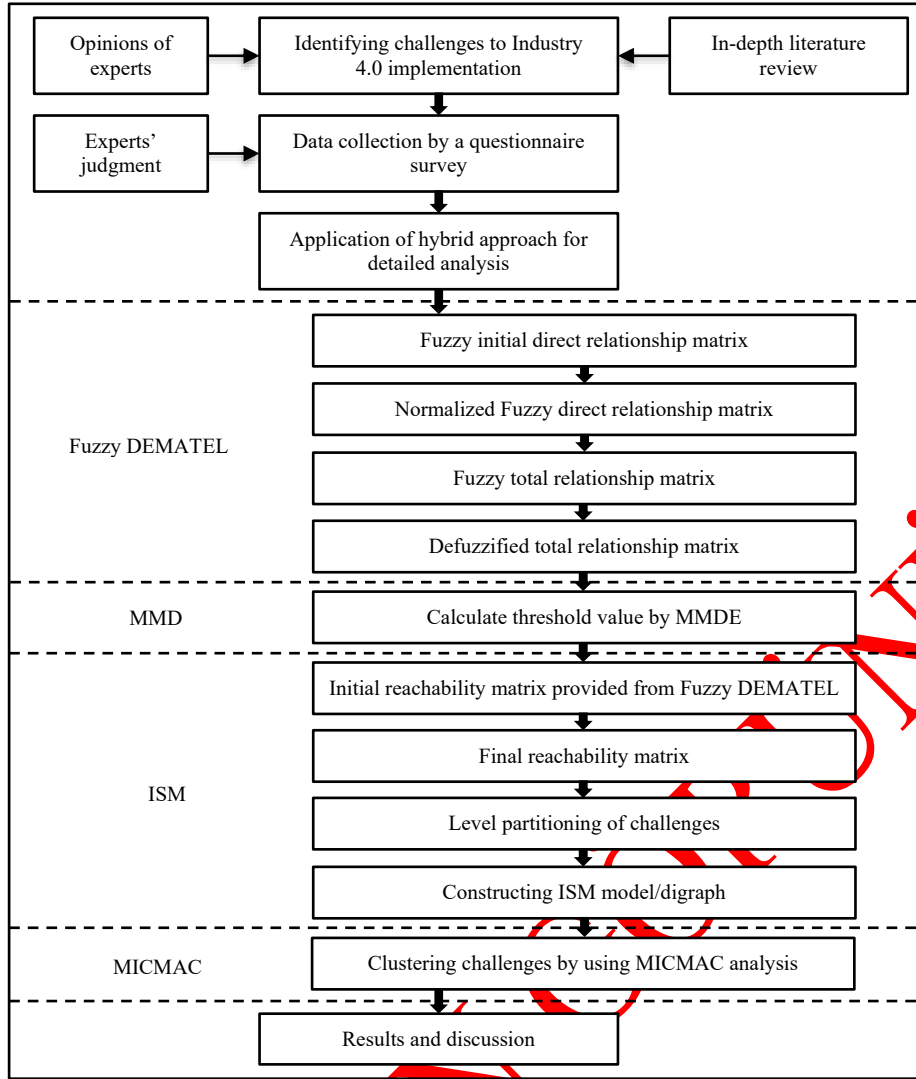 Opinions of
experts
Identifying challenges to Industry
4.0 implementation
In-depth literature
review
Experts'
judgment
Data collection by a questionnaire
survey
Application of hybrid approach for
detailed analysis
Fuzzy DEMATEL
Fuzzy initial direct relationship matrix
Normalized Fuzzy direct relationship matrix
Fuzzy total relationship matrix
Defuzzified total relationship matrix
MMD
Calculate threshold value by MMDE
ISM
Initial reachability matrix provided from Fuzzy DEMATEL
Final reachability matrix
Level partitioning of challenges
Constructing ISM model/digraph
MICMAC
Clustering challenges by using MICMAC analysis
Results and discussion